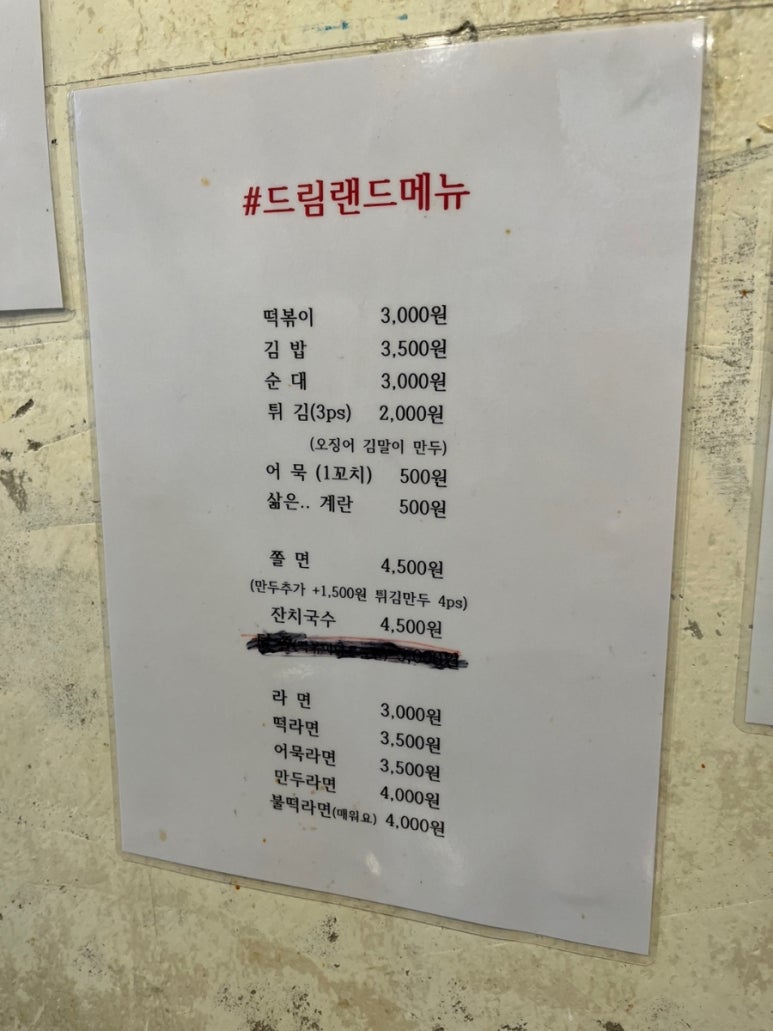 #드림랜드메뉴
떡볶이 3,000원
김 밥 3,500원
순 대 3,000원
튀 김(3ps) 2,000원
(오징어 김말이 만두)
어 묵 (1꼬치) 500원
삶은.. 계란 500원
쫄 면 4,500원
(만두추가 +1,500원 튀김만두 4ps)
잔치국수 4,500원
라 면 3,000원
떡라면 3,500원
어묵라면 3,500원
만두라면 4,000원
불떡라면(매워요) 4,000원